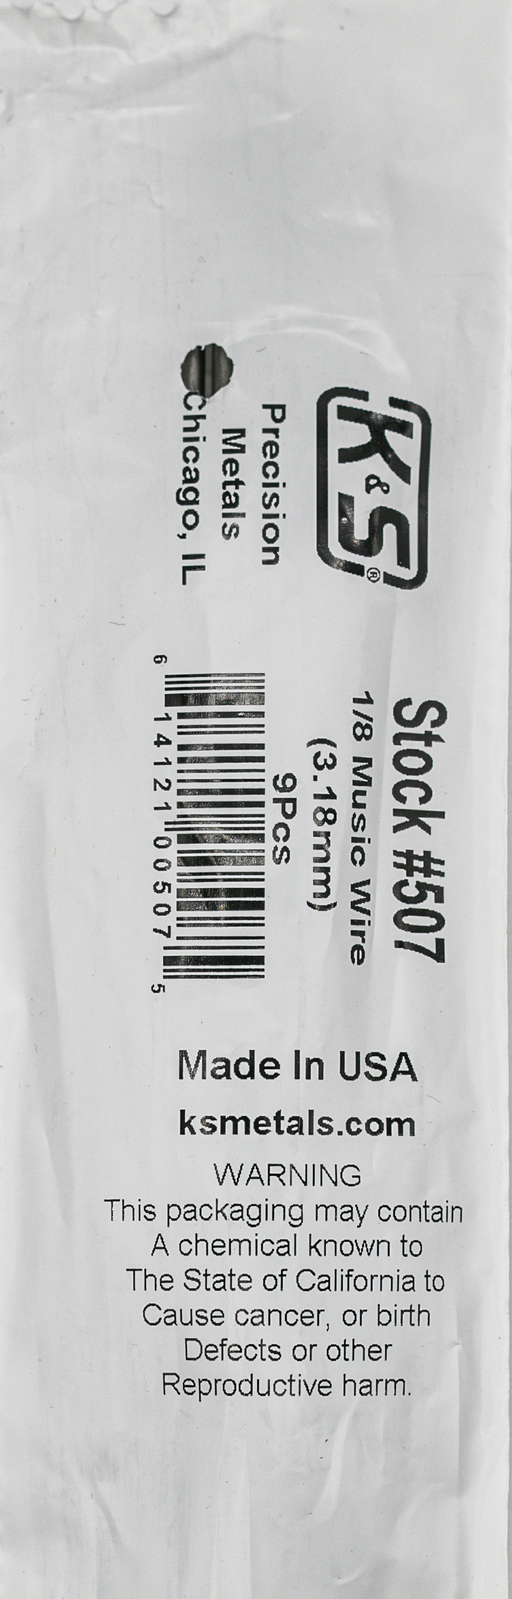 K&S®
Precision
Metals
Chicago, IL
Stock #507
1/8 Music Wire
(3.18mm)
9Pcs
6 14121 00507 5
Made In USA
ksmetals.com
WARNING
This packaging may contain
A chemical known to
The State of California to
Cause cancer, or birth
Defects or other
Reproductive harm.